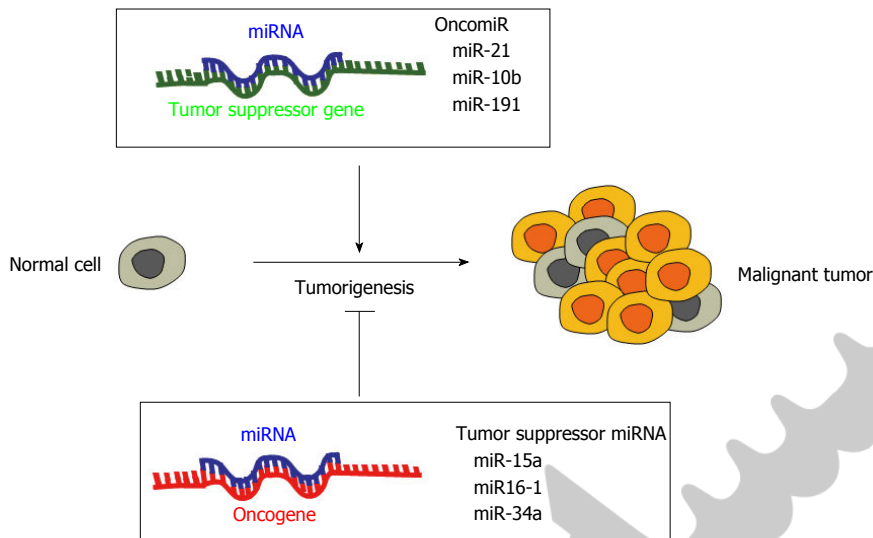 miRNA
Tumor suppressor gene
OncomiR
miR-21
miR-10b
miR-191
Normal cell
Tumorigenesis
Malignant tumor
miRNA
Oncogene
Tumor suppressor miRNA
miR-15a
miR16-1
miR-34a